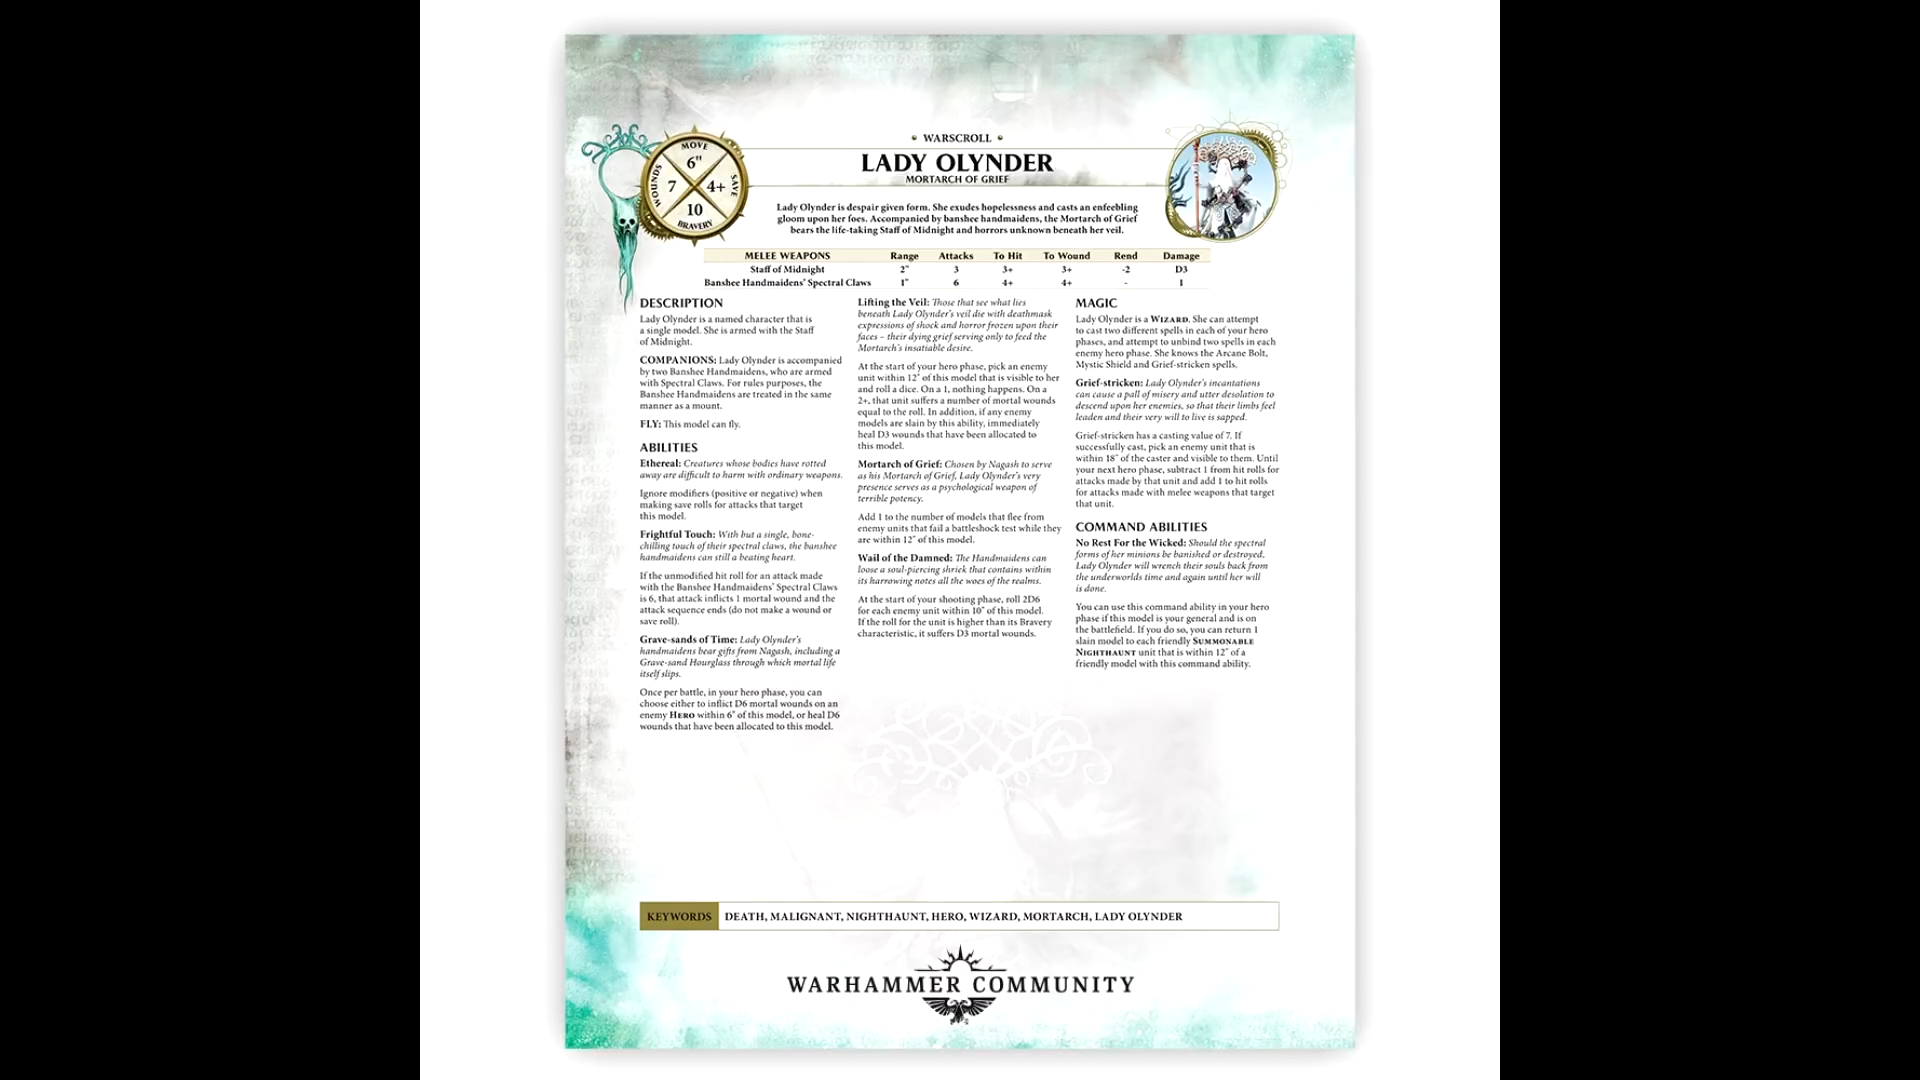 WARSCROLL
LADY OLYNDER
MORTARCH OF GRIEF
MOVE
6"
WOUNDS
7
4+
SAVE
10
BRAVERY
Lady Olynder is despair given form. She exudes hopelessness and casts an enfeebling
gloom upon her foes. Accompanied by banshee handmaidens, the Mortarch of Grief
bears the life-taking Staff of Midnight and horrors unknown beneath her veil.
MELEE WEAPONS Range Attacks To Hit To Wound Rend Damage
Staff of Midnight 2" 3 3+ 3+ -2 D3
Banshee Handmaidens' Spectral Claws 1" 6 4+ 4+ - 1
DESCRIPTION
Lady Olynder is a named character that is
a single model. She is armed with the Staff
of Midnight.
COMPANIONS: Lady Olynder is accompanied
by two Banshee Handmaidens, who are armed
with Spectral Claws. For rules purposes, the
Banshee Handmaidens are treated in the same
manner as a mount.
FLY: This model can fly.
ABILITIES
Ethereal: Creatures whose bodies have rotted
away are difficult to harm with ordinary weapons.
Ignore modifiers (positive or negative) when
making save rolls for attacks that target
this model.
Frightful Touch: With but a single, bone-
chilling touch of their spectral claws, the banshee
handmaidens can still a beating heart.
If the unmodified hit roll for an attack made
with the Banshee Handmaidens' Spectral Claws
is 6, that attack inflicts 1 mortal wound and the
attack sequence ends (do not make a wound or
save roll).
Grave-sands of Time: Lady Olynder's
handmaidens bear gifts from Nagash, including a
Grave-sand Hourglass through which mortal life
itself slips.
Once per battle, in your hero phase, you can
choose either to inflict D6 mortal wounds on an
enemy HERO within 6" of this model, or heal D6
wounds that have been allocated to this model.
Lifting the Veil: Those that see what lies
beneath Lady Olynder's veil die with deathmask
expressions of shock and horror frozen upon their
faces – their dying grief serving only to feed the
Mortarch's insatiable desire.
At the start of your hero phase, pick an enemy
unit within 12" of this model that is visible to her
and roll a dice. On a 1, nothing happens. On a
2+, that unit suffers a number of mortal wounds
equal to the roll. In addition, if any enemy
models are slain by this ability, immediately
heal D3 wounds that have been allocated to
this model.
Mortarch of Grief: Chosen by Nagash to serve
as his Mortarch of Grief, Lady Olynder's very
presence serves as a psychological weapon of
terrible potency.
Add 1 to the number of models that flee from
enemy units that fail a battleshock test while they
are within 12" of this model.
Wail of the Damned: The Handmaidens can
loose a soul-piercing shriek that contains within
its harrowing notes all the woes of the realms.
At the start of your shooting phase, roll 2D6
for each enemy unit within 10" of this model.
If the roll for the unit is higher than its Bravery
characteristic, it suffers D3 mortal wounds.
MAGIC
Lady Olynder is a WIZARD. She can attempt
to cast two different spells in each of your hero
phases, and attempt to unbind two spells in each
enemy hero phase. She knows the Arcane Bolt,
Mystic Shield and Grief-stricken spells.
Grief-stricken: Lady Olynder's incantations
can cause a pall of misery and utter desolation to
descend upon her enemies, so that their limbs feel
leaden and their very will to live is sapped.
Grief-stricken has a casting value of 7. If
successfully cast, pick an enemy unit that is
within 18" of the caster and visible to them. Until
your next hero phase, subtract 1 from hit rolls for
attacks made by that unit and add 1 to hit rolls
for attacks made with melee weapons that target
that unit.
COMMAND ABILITIES
No Rest For the Wicked: Should the spectral
forms of her minions be banished or destroyed,
Lady Olynder will wrench their souls back from
the underworlds time and again until her will
is done.
You can use this command ability in your hero
phase if this model is your general and is on
the battlefield. If you do so, you can return 1
slain model to each friendly SUMMONABLE
NIGHTHAUNT unit that is within 12" of a
friendly model with this command ability.
KEYWORDS DEATH, MALIGNANT, NIGHTHAUNT, HERO, WIZARD, MORTARCH, LADY OLYNDER
WARHAMMER COMMUNITY